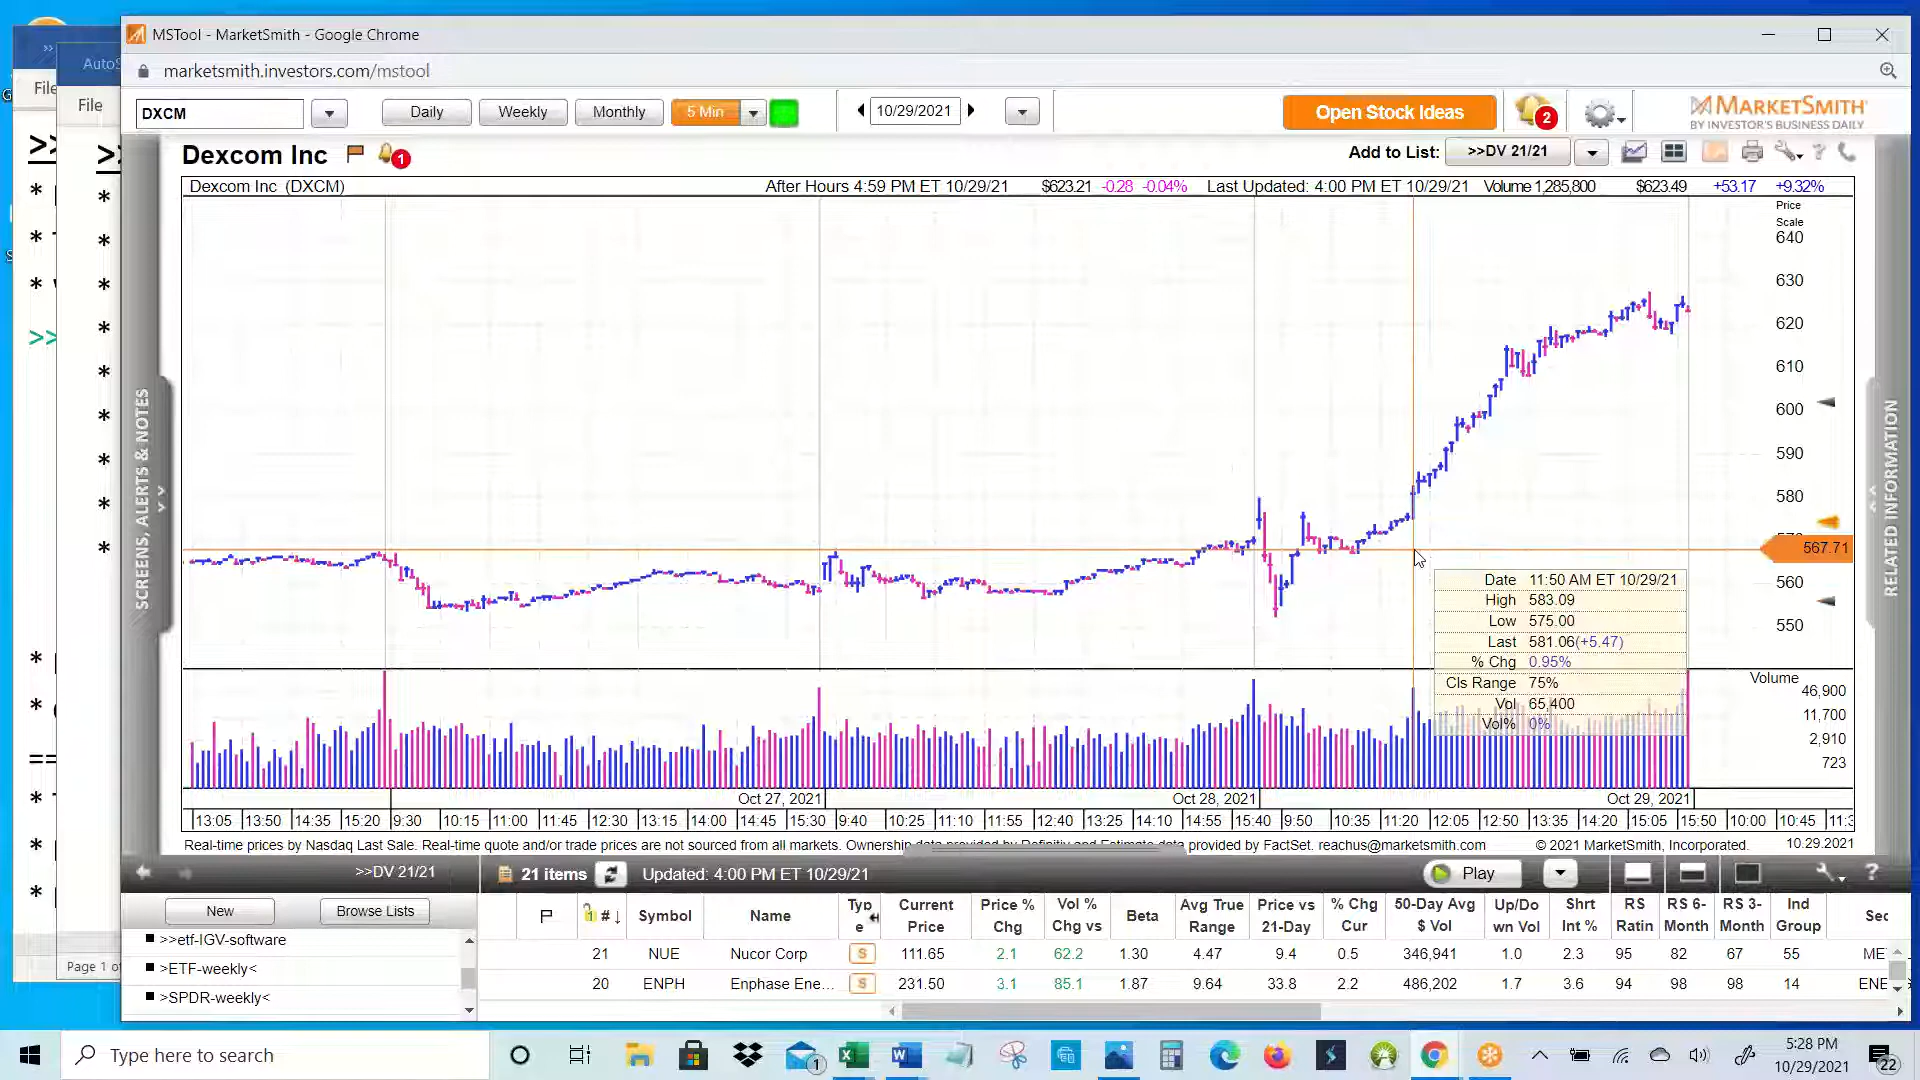 MSTool - MarketSmith - Google Chrome
AutoS
marketsmith.investors.com/mstool
File
File
DXCM
Daily
Weekly
Monthly
5 Min
10/29/2021
Open Stock Ideas
2
MARKETSMITH
BY INVESTOR'S BUSINESS DAILY
>>
>>
Dexcom Inc
1
Add to List:
>>DV 21/21
Dexcom Inc (DXCM)
After Hours 4:59 PM ET 10/29/21
$623.21 -0.28 -0.04%
Last Updated: 4:00 PM ET 10/29/21
Volume 1,285,800
$623.49
+53.17
+9.32%
Price
Scale
640
630
620
610
600
590
580
567.71
560
550
SCREENS, ALERTS & NOTES
RELATED INFORMATION
Date 11:50 AM ET 10/29/21
High 583.09
Low 575.00
Last 581.06(+5.47)
% Chg 0.95%
Cls Range 75%
Vol 65,400
Vol% 0%
Volume
46,900
11,700
2,910
723
Oct 27, 2021
Oct 28, 2021
Oct 29, 2021
13:05 13:50 14:35 15:20 9:30 10:15 11:00 11:45 12:30 13:15 14:00 14:45 15:30 9:40 10:25 11:10 11:55 12:40 13:25 14:10 14:55 15:40 9:50 10:35 11:20 12:05 12:50 13:35 14:20 15:05 15:50 10:00 10:45
Real-time prices by Nasdaq Last Sale. Real-time quote and/or trade prices are not sourced from all markets. Ownership data provided by Refinitiv and Estimate data provided by FactSet. reachus@marketsmith.com
© 2021 MarketSmith, Incorporated.
10.29.2021
>>DV 21/21
21 items
Updated: 4:00 PM ET 10/29/21
Play
New
Browse Lists
>>etf-IGV-software
>ETF-weekly<
>SPDR-weekly<
Page 1 o
# Symbol Name Type Current Price Price % Chg Vol % Chg vs Beta Avg True Range Price vs 21-Day % Chg Cur 50-Day Avg $ Vol Up/Down Vol Shrt Int % RS Ratin RS 6-Month RS 3-Month Ind Group Sec
21 NUE Nucor Corp S 111.65 2.1 62.2 1.30 4.47 9.4 0.5 346,941 1.0 2.3 95 82 67 55 ME
20 ENPH Enphase Ene... S 231.50 3.1 85.1 1.87 9.64 33.8 2.2 486,202 1.7 3.6 94 98 98 14 ENE
Type here to search
1
5:28 PM
10/29/2021
22